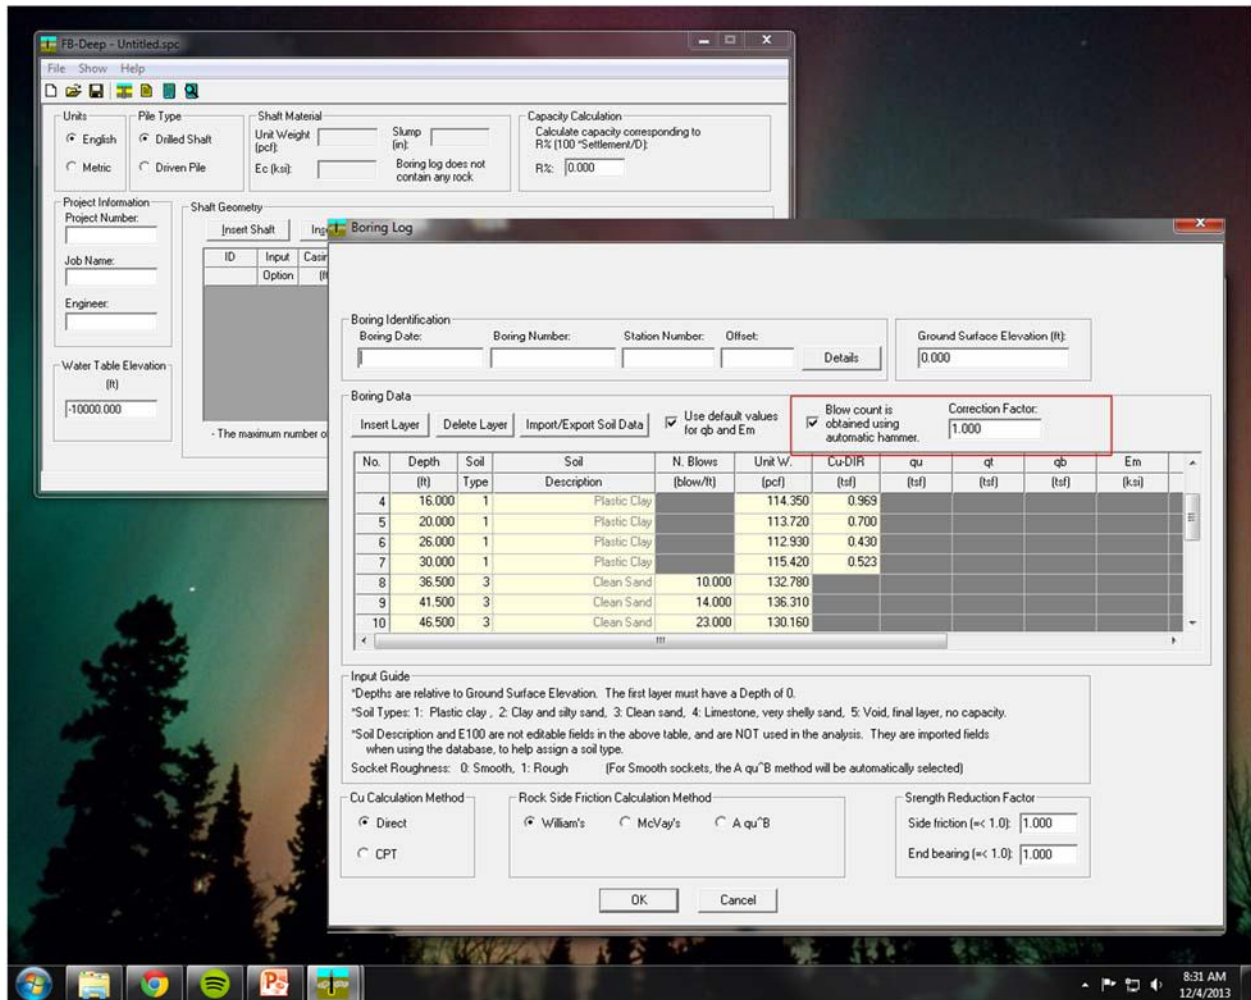 FB-Deep - Untitled.spc
File Show Help
Units
English
Metric
Pile Type
Drilled Shaft
Driven Pile
Shaft Material
Unit Weight (pcf):
Slump (in):
Ec (ksi):
Boring log does not
contain any rock
Capacity Calculation
Calculate capacity corresponding to
R% (100 *Settlement/D):
R%: 0.000
Project Information
Project Number:
Job Name:
Engineer:
Water Table Elevation
(ft)
-10000.000
Shaft Geometry
Insert Shaft
ID Input
Option
- The maximum number
Boring Log
Boring Identification
Boring Date: Boring Number: Station Number: Offset:
Details
Ground Surface Elevation (ft):
0.000
Boring Data
Insert Layer Delete Layer Import/Export Soil Data
Use default values
for qb and Em
Blow count is
obtained using
automatic hammer.
Correction Factor:
1.000
No. Depth Soil Soil N. Blows Unit W. Cu-DIR qu qt qb Em
(ft) Type Description (blow/ft) (pcf) (tsf) (tsf) (tsf) (tsf) (ksi)
4 16.000 1 Plastic Clay 114.350 0.969
5 20.000 1 Plastic Clay 113.720 0.700
6 26.000 1 Plastic Clay 112.930 0.430
7 30.000 1 Plastic Clay 115.420 0.523
8 36.500 3 Clean Sand 10.000 132.780
9 41.500 3 Clean Sand 14.000 136.310
10 46.500 3 Clean Sand 23.000 130.160
Input Guide
*Depths are relative to Ground Surface Elevation. The first layer must have a Depth of 0.
*Soil Types: 1: Plastic clay , 2: Clay and silty sand, 3: Clean sand, 4: Limestone, very shelly sand, 5: Void, final layer, no capacity.
*Soil Description and E100 are not editable fields in the above table, and are NOT used in the analysis. They are imported fields
when using the database, to help assign a soil type.
Socket Roughness: 0: Smooth, 1: Rough (For Smooth sockets, the A qu^B method will be automatically selected)
Cu Calculation Method
Direct
CPT
Rock Side Friction Calculation Method
William's McVay's A qu^B
Srength Reduction Factor
Side friction (=< 1.0): 1.000
End bearing (=< 1.0): 1.000
OK Cancel
8:31 AM
12/4/2013